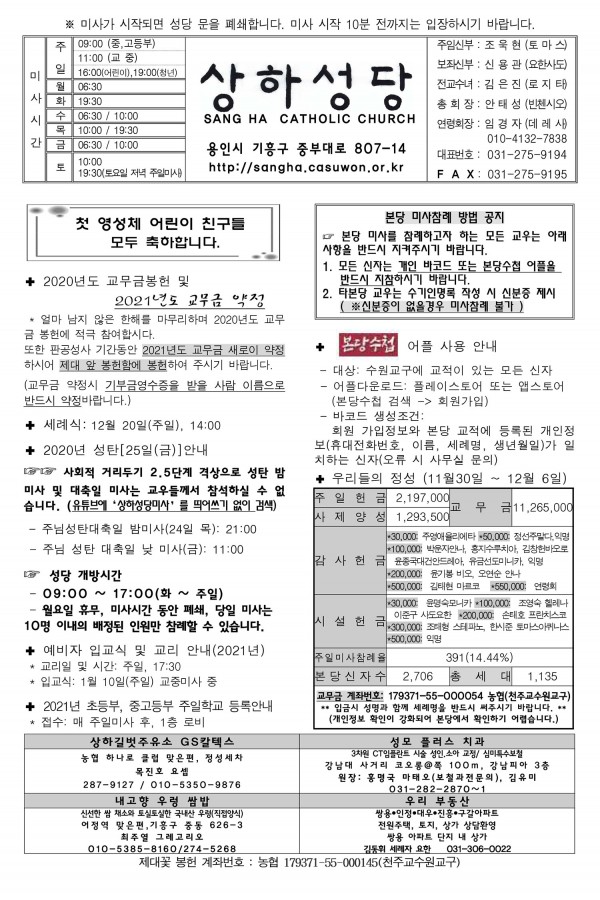 ※ 미사가 시작되면 성당 문을 폐쇄합니다. 미사 시작 10분 전까지는 입장하시기 바랍니다.
미사시간
주일 09:00 (중,고등부)
11:00 (교 중)
16:00(어린이),19:00(청년)
월 06:30
화 19:30
수 06:30 / 10:00
목 10:00 / 19:30
금 06:30 / 10:00
토 10:00
19:30(토요일 저녁 주일미사)
상하성당
SANG HA CATHOLIC CHURCH
용인시 기흥구 중부대로 807-14
http://sangha.casuwon.or.kr
주임신부 : 조 욱 현 (토 마 스)
보좌신부 : 신 용 관 (요한사도)
전교수녀 : 김 은 진 (로 지 타)
총 회 장 : 안 태 성 (빈첸시오)
연령회장 : 임 경 자 (데 레 사)
010-4132-7838
대표번호 : 031-275-9194
F A X : 031-275-9195
첫 영성체 어린이 친구들
모두 축하합니다.
✚ 2020년도 교무금봉헌 및
2021년도 교무금 약정
* 얼마 남지 않은 한해를 마무리하며 2020년도 교무
금 봉헌에 적극 참여합시다.
또한 판공성사 기간동안 2021년도 교무금 새로이 약정
하시어 제대 앞 봉헌함에 봉헌하여 주시기 바랍니다.
(교무금 약정시 기부금영수증을 받을 사람 이름으로
반드시 약정바랍니다.)
✚ 세례식: 12월 20일(주일), 14:00
✚ 2020년 성탄[25일(금)]안내
☞☞ 사회적 거리두기 2.5단계 격상으로 성탄 밤
미사 및 대축일 미사는 교우들께서 참석하실 수 없
습니다. (유튜브에 ‘상하성당미사’ 를 띄어쓰기 없이 검색)
- 주님성탄대축일 밤미사(24일 목): 21:00
- 주님 성탄 대축일 낮 미사(금): 11:00
☞ 성당 개방시간
- 09:00 ~ 17:00(화 ~ 주일)
- 월요일 휴무, 미사시간 동안 폐쇄, 당일 미사는
10명 이내의 배정된 인원만 참례할 수 있습니다.
✚ 예비자 입교식 및 교리 안내(2021년)
* 교리일 및 시간: 주일, 17:30
* 입교식: 1월 10일(주일) 교중미사 중
✚ 2021년 초등부, 중고등부 주일학교 등록안내
* 접수: 매 주일미사 후, 1층 로비
본당 미사참례 방법 공지
☞ 본당 미사를 참례하고자 하는 모든 교우는 아래
사항을 반드시 지켜주시기 바랍니다.
1. 모든 신자는 개인 바코드 또는 본당수첩 어플을
반드시 지참하시기 바랍니다.
2. 타본당 교우는 수기인명록 작성 시 신분증 제시
( ※신분증이 없을경우 미사참례 불가 )
✚ 본당수첩 어플 사용 안내
- 대상: 수원교구에 교적이 있는 모든 신자
- 어플다운로드: 플레이스토어 또는 앱스토어
(본당수첩 검색 -> 회원가입)
- 바코드 생성조건:
회원 가입정보와 본당 교적에 등록된 개인정
보(휴대전화번호, 이름, 세례명, 생년월일)가 일
치하는 신자(오류 시 사무실 문의)
✚ 우리들의 정성 (11월30일 ~ 12월 6일)
주 일 헌 금 2,197,000 교 무 금 11,265,000
사 제 양 성 1,293,500
감 사 헌 금
*30,000: 주영애율리에타 *50,000: 정선주말다,익명
*100,000: 박운자안나, 홍지수루치아, 김창한바오로
윤종국대건안드레아, 유금선도미니카, 익명
*200,000: 윤기봉 비오, 오연순 안나
*500,000: 김태현 마르코 *550,000: 연령회
시 설 헌 금
*30,000: 윤명숙모니카 *100,000: 조영숙 헬레나
이준구 사도요한 *200,000: 손태호 프란치스코
*300,000: 조태형 스테파노, 한시준 토마스아퀴나스
*500,000: 익명
주일미사참례율 391(14.44%)
본 당 신 자 수 2,706 총 세 대 1,135
교무금 계좌번호: 179371-55-000054 농협(천주교수원교구)
** 입금시 성명과 함께 세례명을 반드시 써주시기 바랍니다. **
(개인정보 확인이 강화되어 본당에서 확인하기 어렵습니다.)
상하길벗주유소 GS칼텍스
농협 하나로 클럽 맞은편, 정성세차
목진호 요셉
287-9127 / 010-5350-9876
성모 플러스 치과
3차원 CT임플란트 시술 성인.소아 교정/ 심미특수보철
강남대 사거리 코오롱@쪽 100m, 강남피아 3층
원장: 홍명국 마태오(보철과전문의), 김유미
031-282-2870~1
내고향 우렁 쌈밥
신선한 쌈 채소와 토실토실한 국내산 우렁(직접양식)
어정역 맞은편,기흥구 중동 626-3
최주열 그레고리오
010-5385-8160/274-5268
우리 부동산
쌍용•인정•대우•진흥•구갈아파트
전원주택, 토지, 상가 상담환영
쌍용 아파트 단지 내 상가
김동휘 세례자 요한 031-306-0022
제대꽃 봉헌 계좌번호 : 농협 179371-55-000145(천주교수원교구)